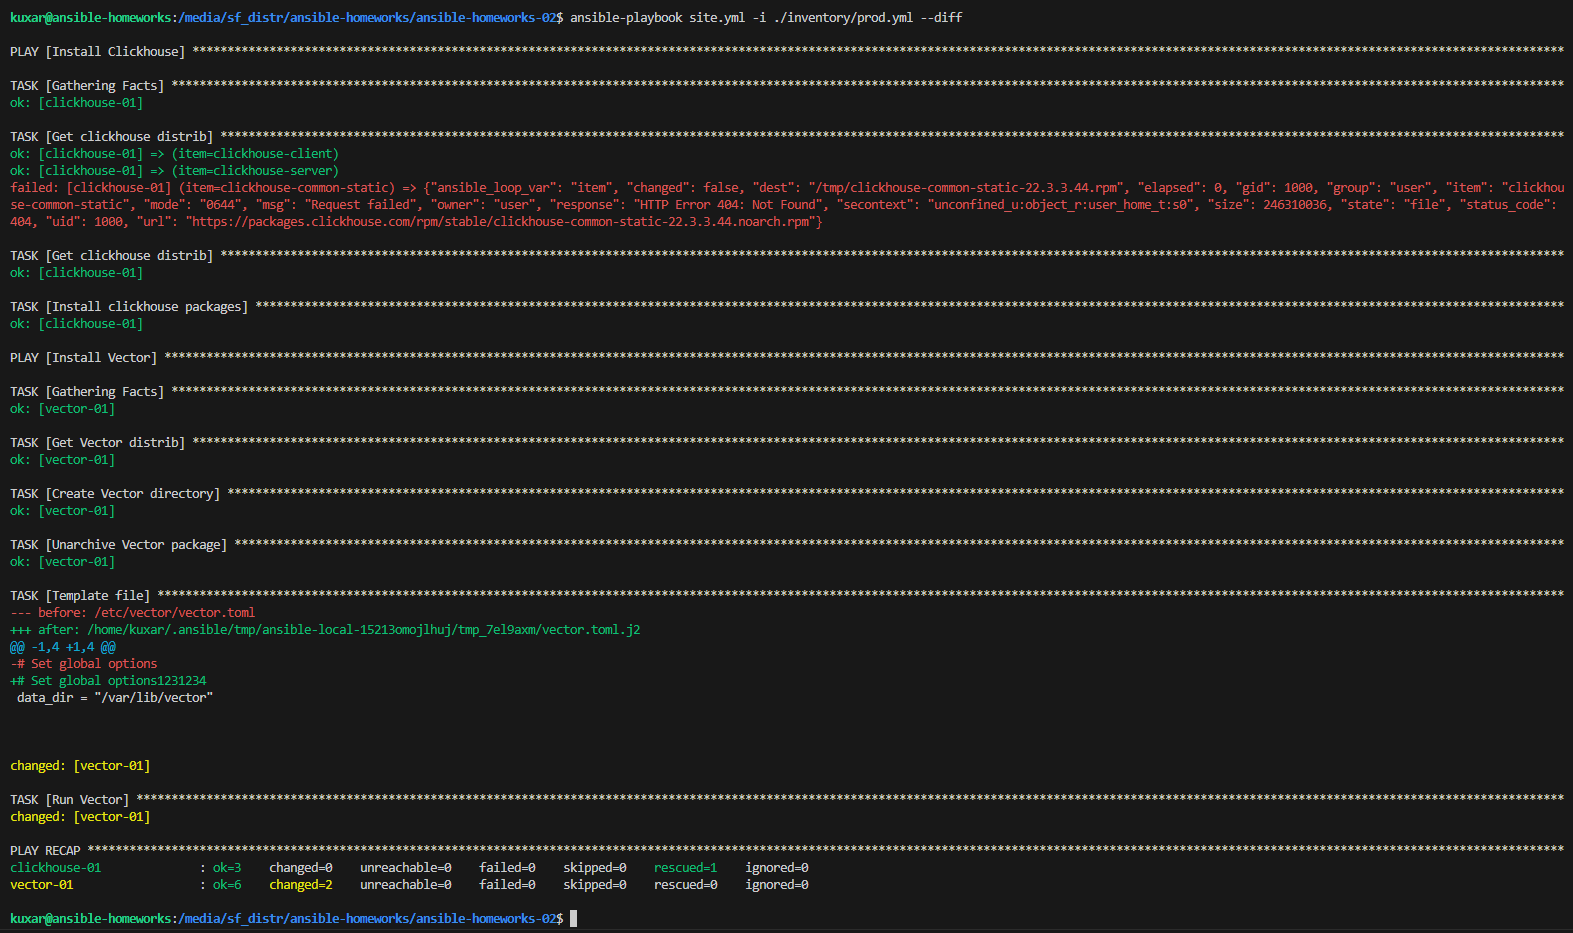 kuxar@ansible-homeworks:/media/sf_distr/ansible-homeworks/ansible-homeworks-02$ ansible-playbook site.yml -i ./inventory/prod.yml --diff
PLAY [Install Clickhouse] ****************************************************************************************************************************************************************************************************
TASK [Gathering Facts] *******************************************************************************************************************************************************************************************************
ok: [clickhouse-01]
TASK [Get clickhouse distrib] ************************************************************************************************************************************************************************************************
ok: [clickhouse-01] => (item=clickhouse-client)
ok: [clickhouse-01] => (item=clickhouse-server)
failed: [clickhouse-01] (item=clickhouse-common-static) => {"ansible_loop_var": "item", "changed": false, "dest": "/tmp/clickhouse-common-static-22.3.3.44.rpm", "elapsed": 0, "gid": 1000, "group": "user", "item": "clickhou
se-common-static", "mode": "0644", "msg": "Request failed", "owner": "user", "response": "HTTP Error 404: Not Found", "secontext": "unconfined_u:object_r:user_home_t:s0", "size": 246310036, "state": "file", "status_code":
404, "uid": 1000, "url": "https://packages.clickhouse.com/rpm/stable/clickhouse-common-static-22.3.3.44.noarch.rpm"}
TASK [Get clickhouse distrib] ************************************************************************************************************************************************************************************************
ok: [clickhouse-01]
TASK [Install clickhouse packages] *******************************************************************************************************************************************************************************************
ok: [clickhouse-01]
PLAY [Install Vector] ********************************************************************************************************************************************************************************************************
TASK [Gathering Facts] *******************************************************************************************************************************************************************************************************
ok: [vector-01]
TASK [Get Vector distrib] ****************************************************************************************************************************************************************************************************
ok: [vector-01]
TASK [Create Vector directory] ***********************************************************************************************************************************************************************************************
ok: [vector-01]
TASK [Unarchive Vector package] **********************************************************************************************************************************************************************************************
ok: [vector-01]
TASK [Template file] *********************************************************************************************************************************************************************************************************
--- before: /etc/vector/vector.toml
+++ after: /home/kuxar/.ansible/tmp/ansible-local-15213omojlhuj/tmp_7el9axm/vector.toml.j2
@@ -1,4 +1,4 @@
-# Set global options
+# Set global options1231234
 data_dir = "/var/lib/vector"
changed: [vector-01]
TASK [Run Vector] ************************************************************************************************************************************************************************************************************
changed: [vector-01]
PLAY RECAP *******************************************************************************************************************************************************************************************************************
clickhouse-01              : ok=3    changed=0    unreachable=0    failed=0    skipped=0    rescued=1    ignored=0
vector-01                  : ok=6    changed=2    unreachable=0    failed=0    skipped=0    rescued=0    ignored=0
kuxar@ansible-homeworks:/media/sf_distr/ansible-homeworks/ansible-homeworks-02$